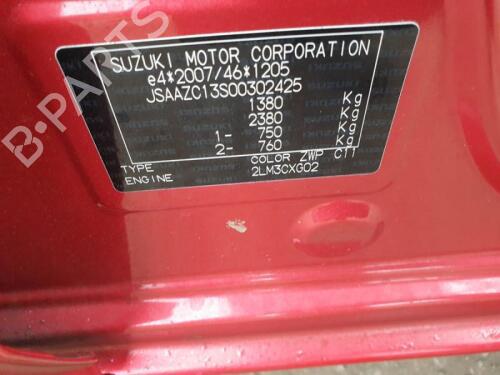 SUZUKI MOTOR CORPORATION
e4*2007/46*1205
JSAAZC13S00302425
1380 Kg
2380 Kg
1- 750 Kg
2- 760 Kg
TYPE COLOR ZWP C11
ENGINE 2LM3CXG02